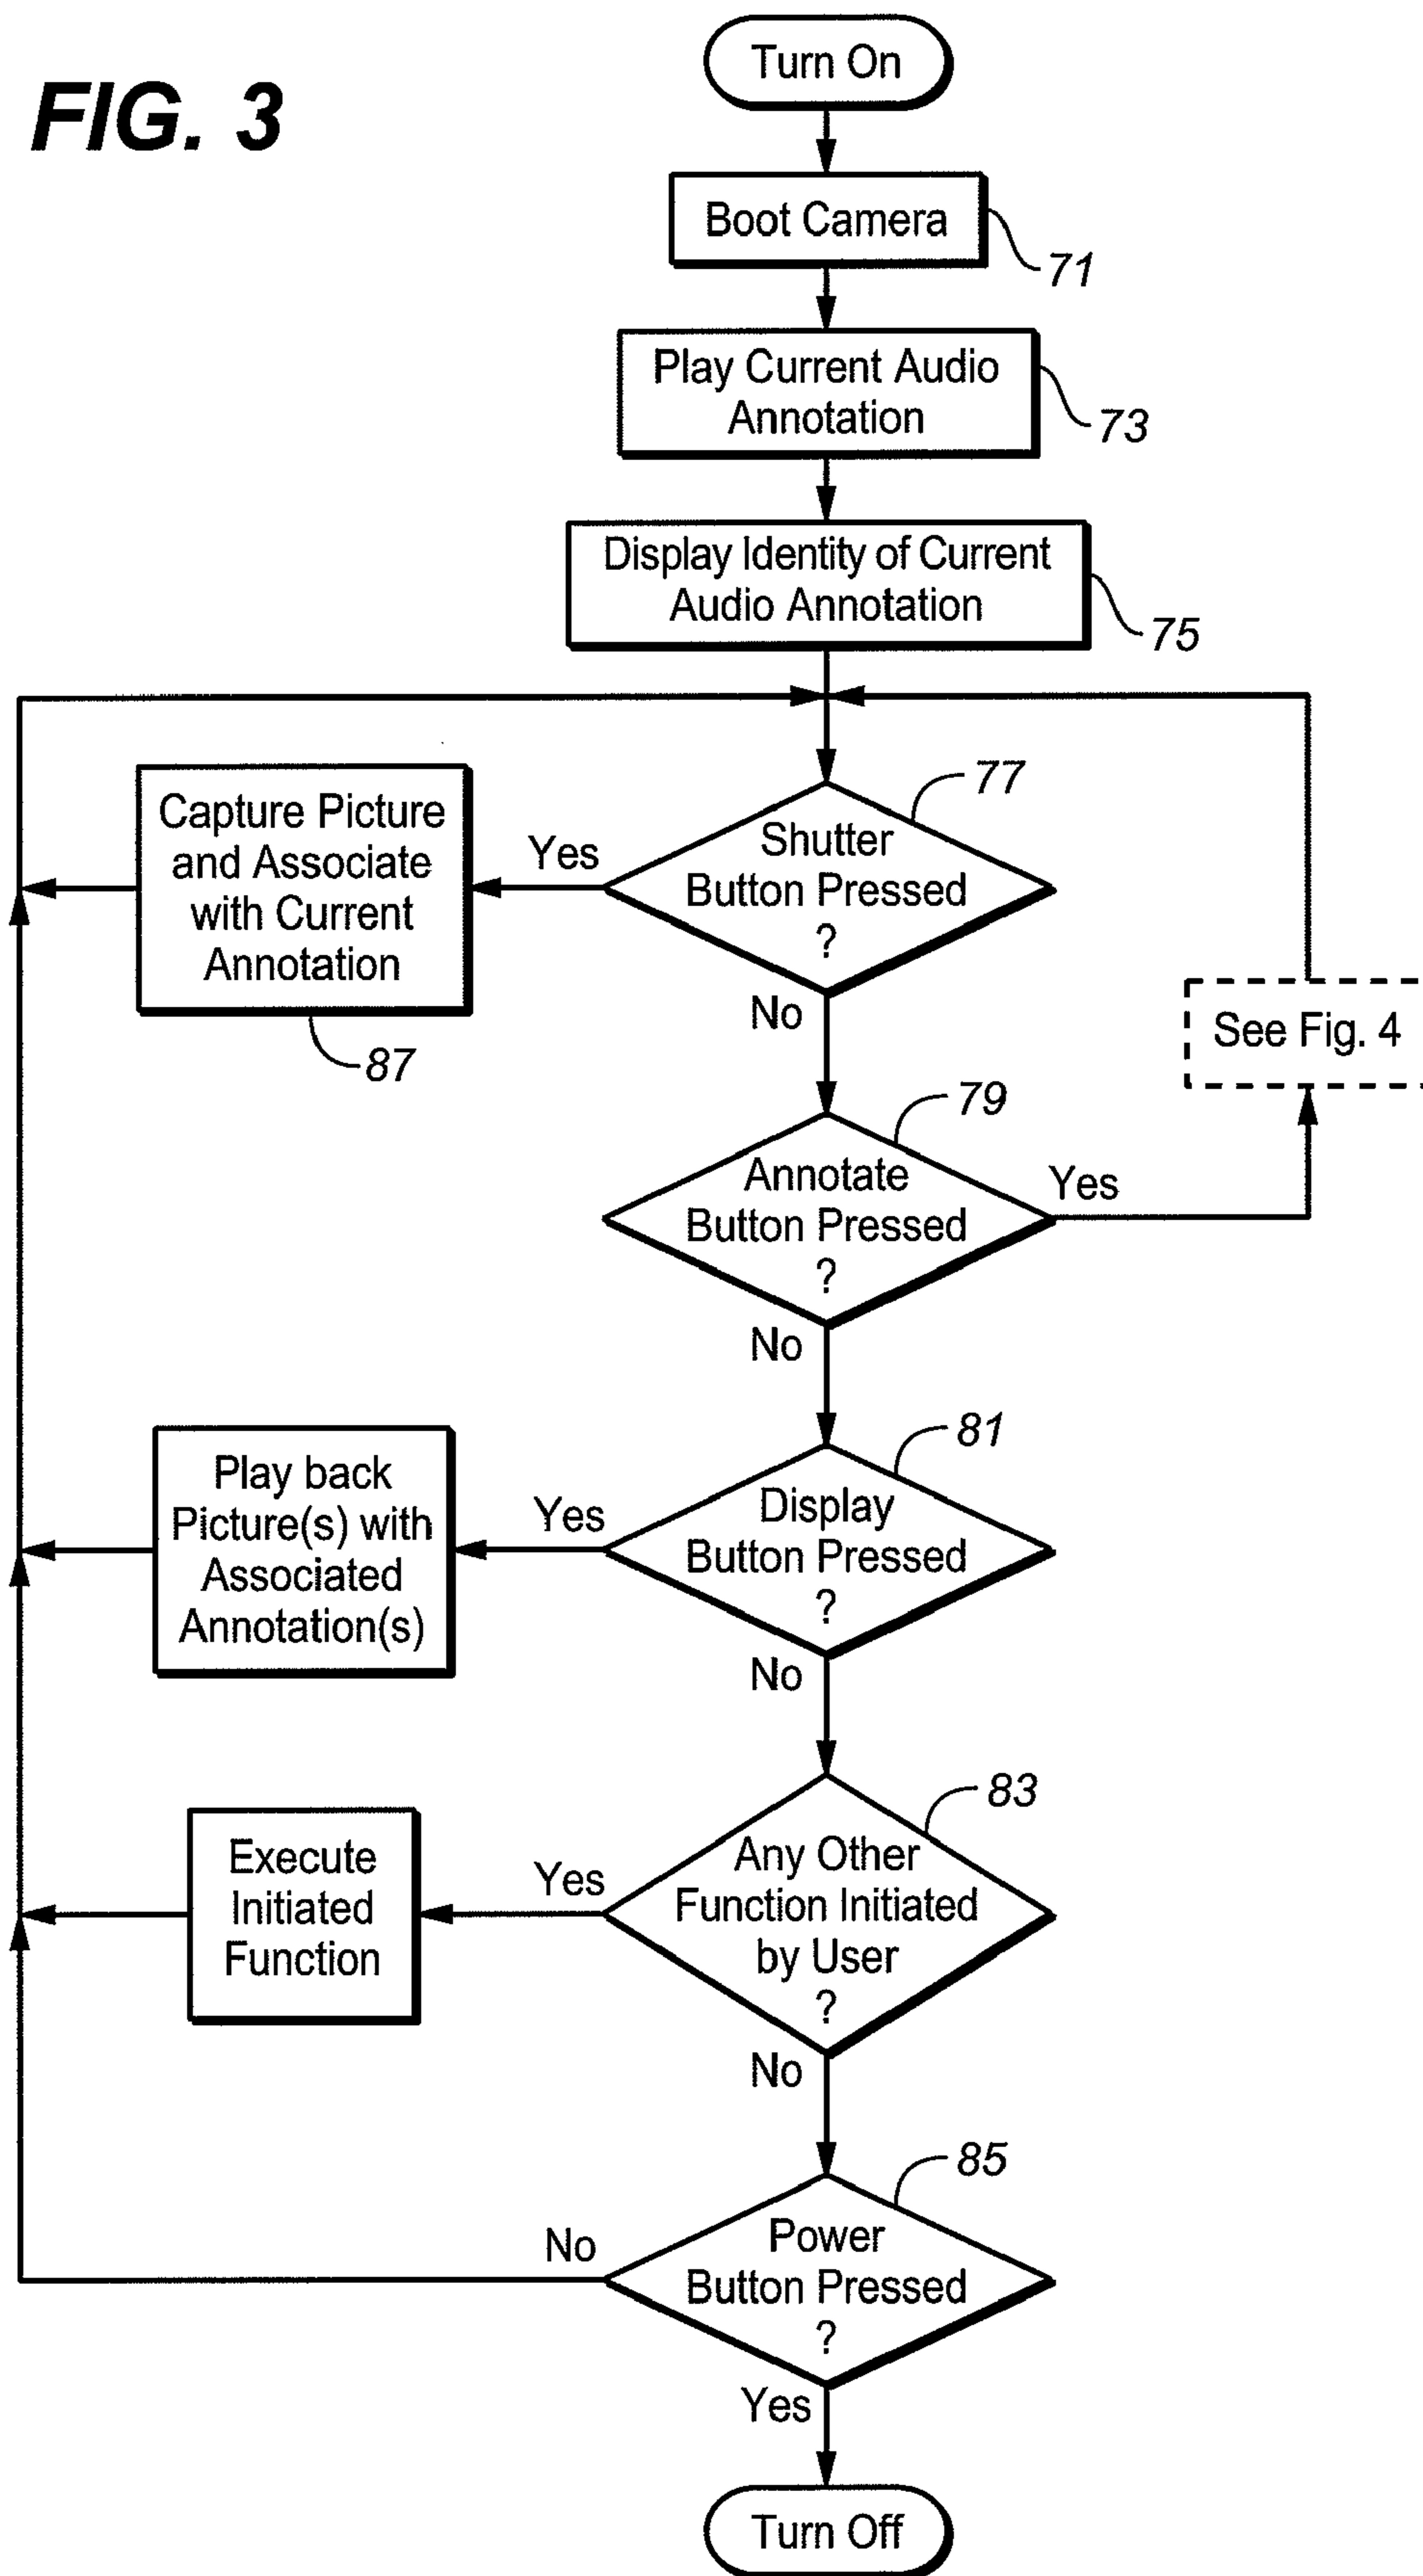 FIG. 3
Turn On
Boot Camera
71
Play Current Audio
Annotation
73
Display Identity of Current
Audio Annotation
75
77
Capture Picture
and Associate
with Current
Annotation
Yes
Shutter
Button Pressed
?
No
87
See Fig. 4
79
Annotate
Button Pressed
?
Yes
No
81
Play back
Picture(s) with
Associated
Annotation(s)
Yes
Display
Button Pressed
?
No
83
Execute
Initiated
Function
Yes
Any Other
Function Initiated
by User
?
No
85
No
Power
Button Pressed
?
Yes
Turn Off